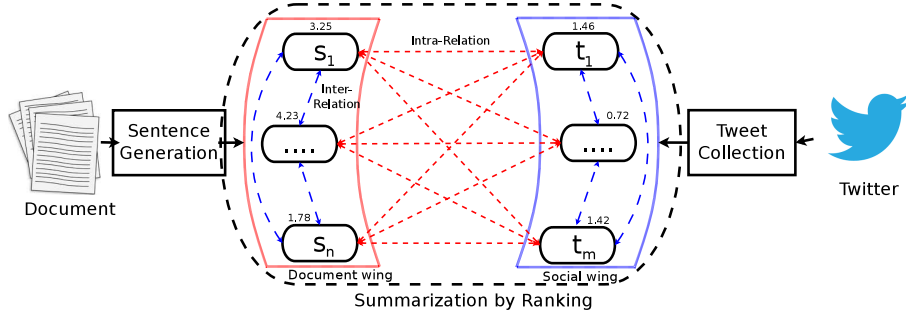 3.25
s1
Intra-Relation
1.46
t1
Inter-
Relation
4,23
....
0.72
....
Sentence
Generation
Tweet
Collection
Document
Twitter
1,78
sn
1.42
tm
Document wing
Social wing
Summarization by Ranking